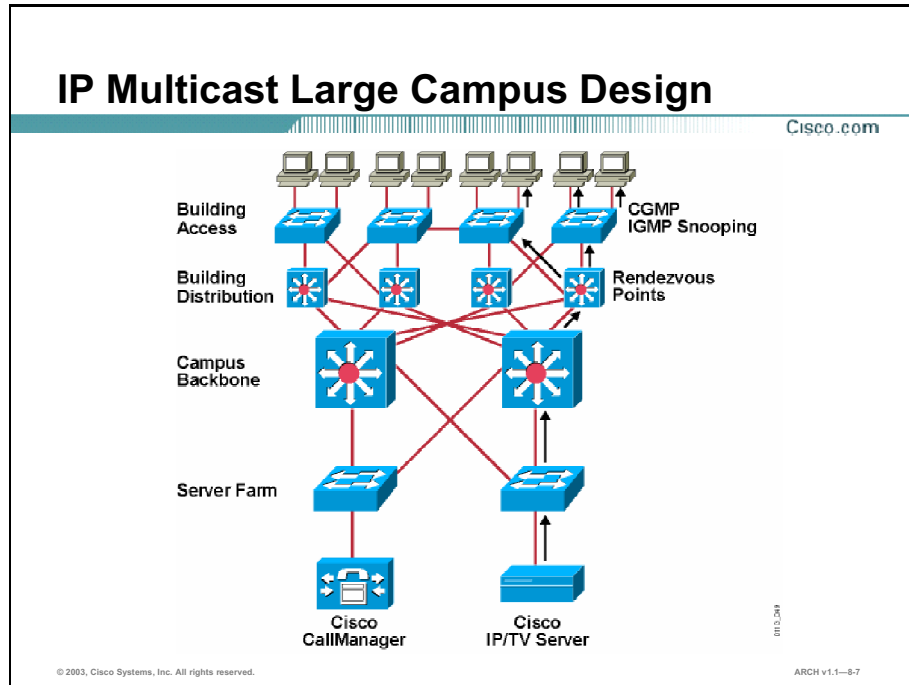 IP Multicast Large Campus Design
Cisco.com
Building
Access
CGMP
IGMP Snooping
Building
Distribution
Rendezvous
Points
Campus
Backbone
Server Farm
Cisco
CallManager
Cisco
IP/TV Server
© 2003, Cisco Systems, Inc. All rights reserved.
ARCH v1.1—8-7